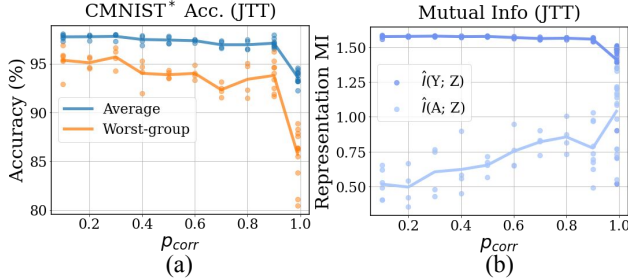 CMNIST* Acc. (JTT)
Accuracy (%)
95
90
85
80
Average
Worst-group
0.2 0.4 0.6 0.8 1.0
p_corr
(a)
Mutual Info (JTT)
Representation MI
1.50
1.25
1.00
0.75
0.50
Î(Y; Z)
Î(A; Z)
0.2 0.4 0.6 0.8 1.0
p_corr
(b)